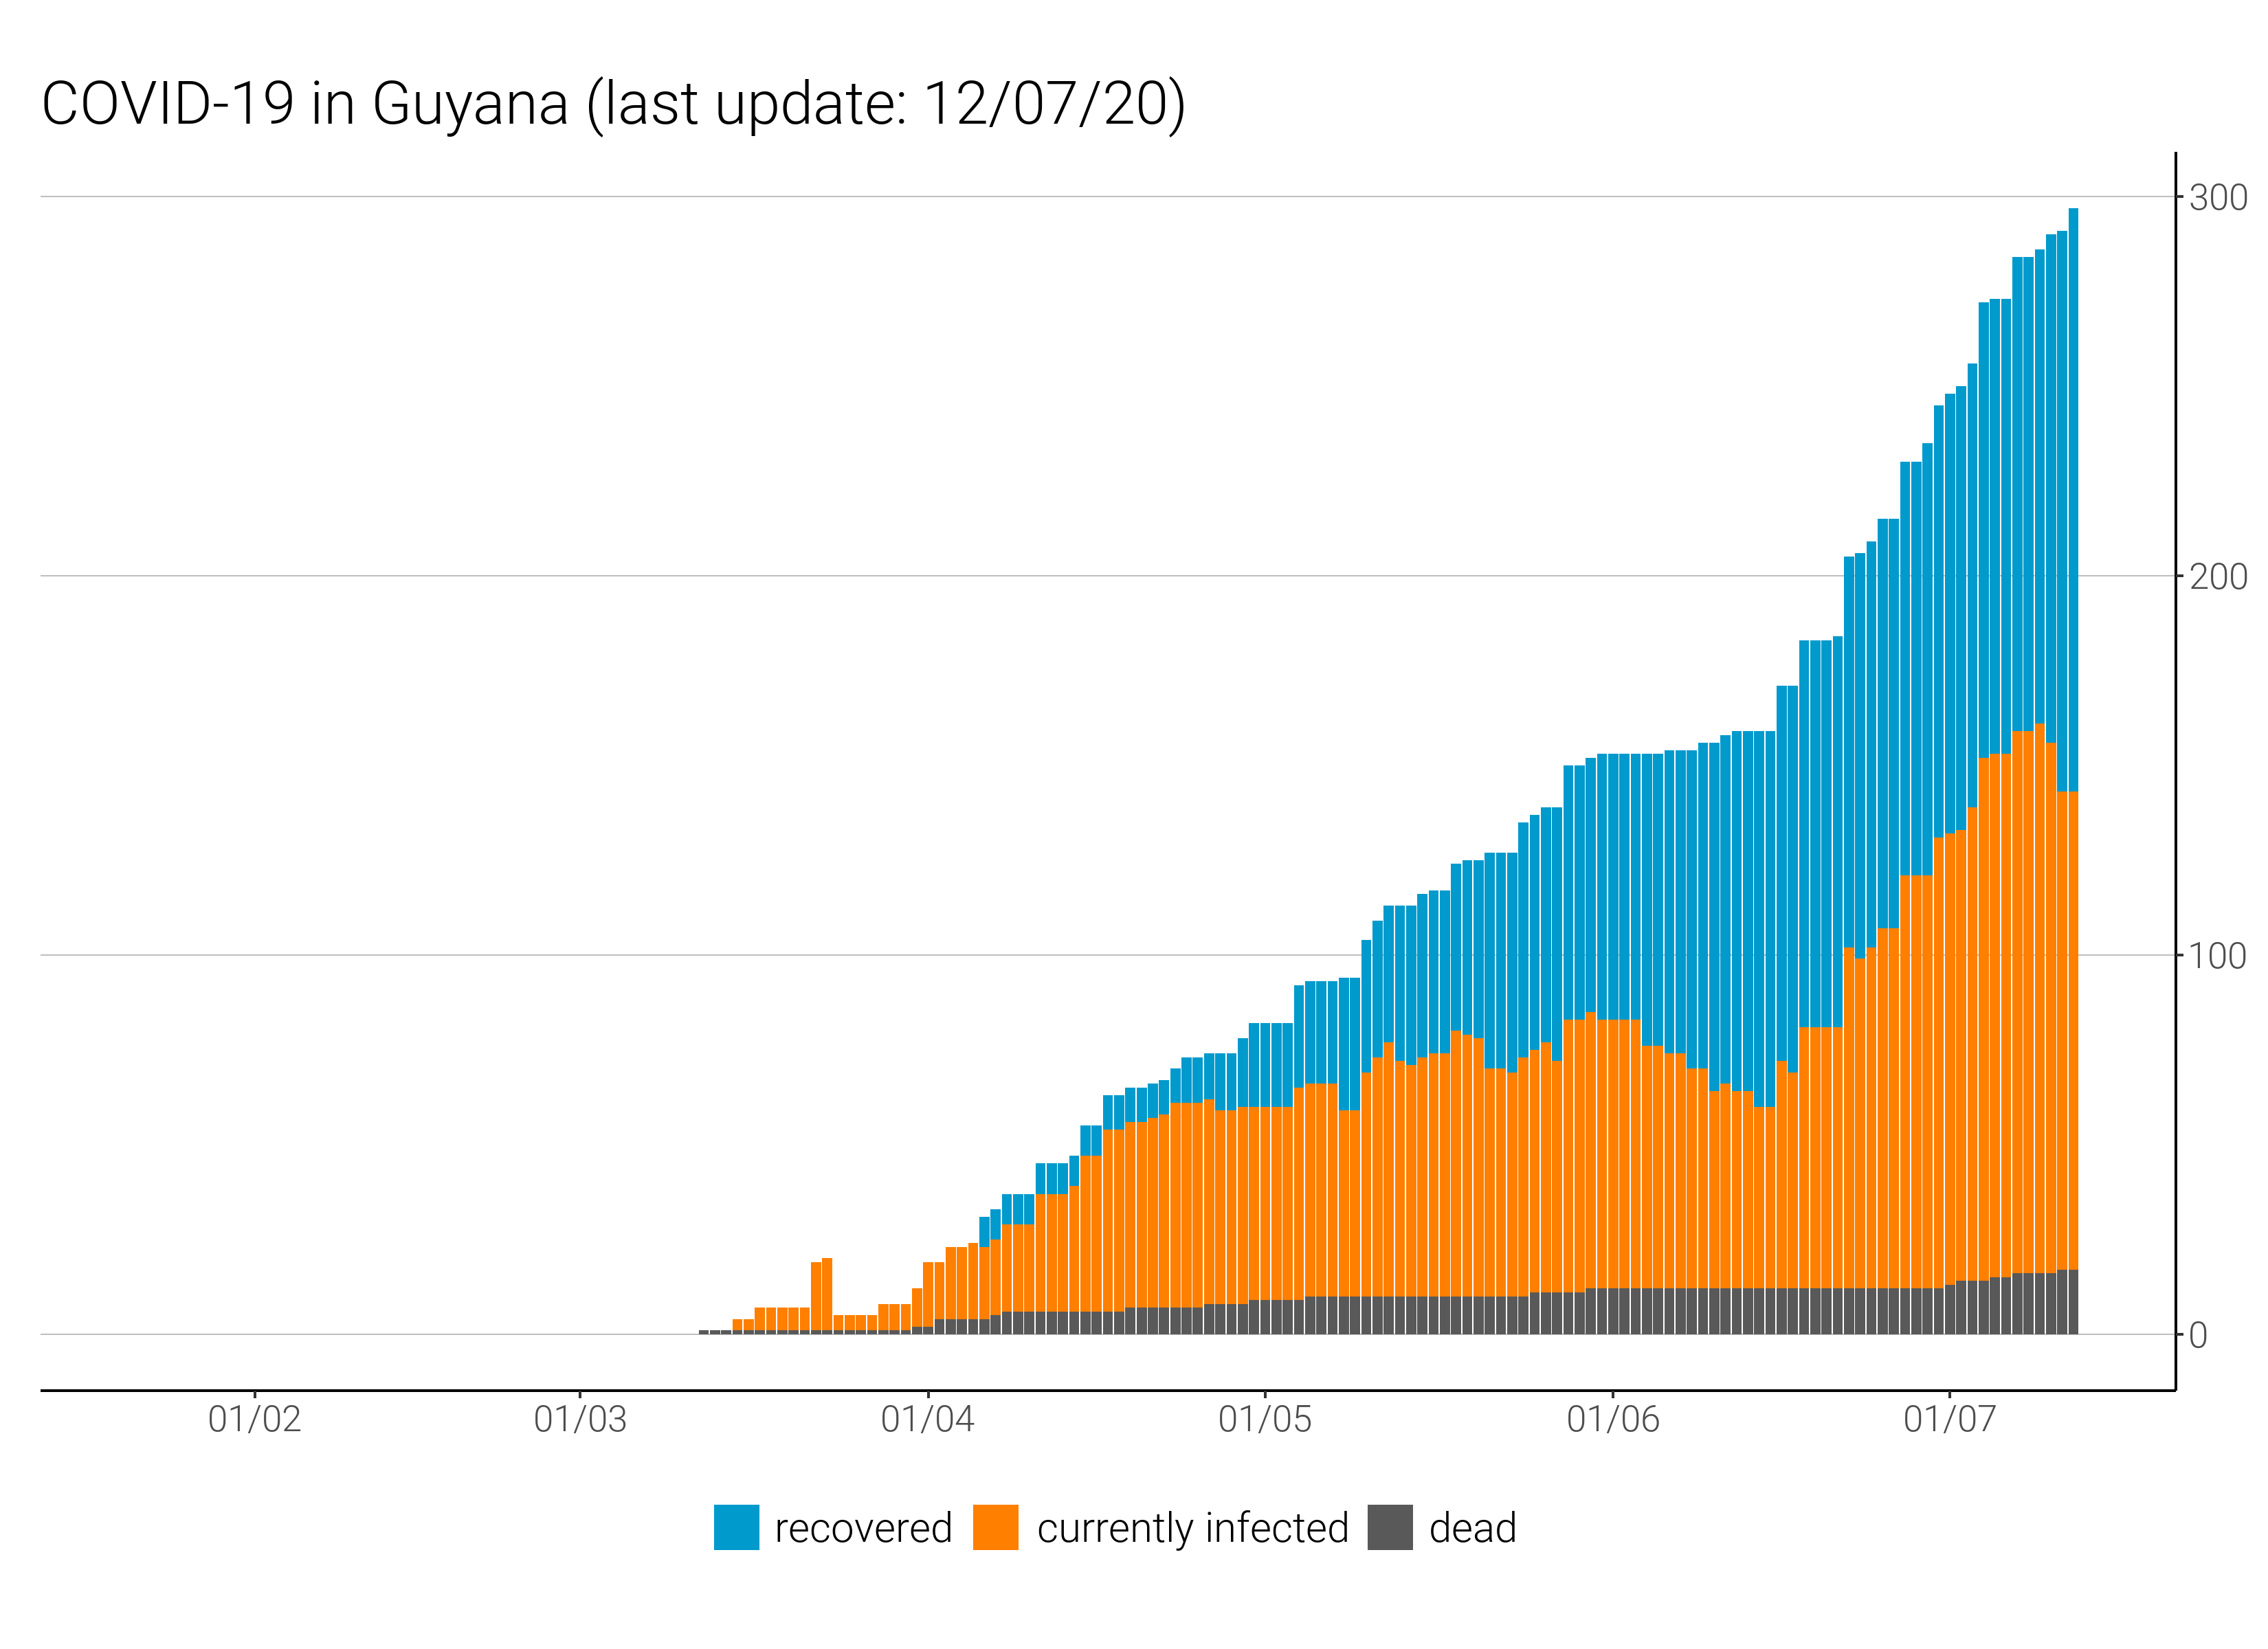 COVID-19 in Guyana (last update: 12/07/20)
300
200
100
0
01/02 01/03 01/04 01/05 01/06 01/07
recovered currently infected dead